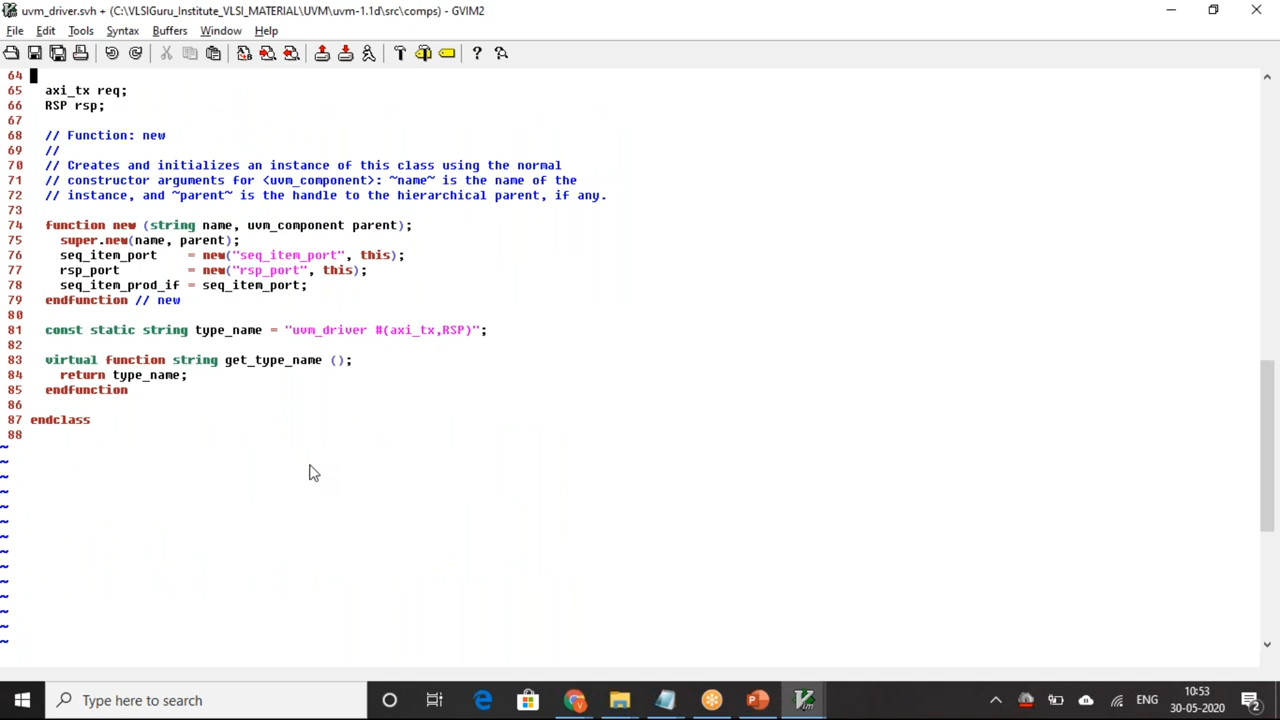 uvm_driver.svh + (C:\VLSIGuru_Institute_VLSI_MATERIAL\UVM\uvm-1.1d\src\comps) - GVIM2
File Edit Tools Syntax Buffers Window Help
64
65 axi_tx req;
66 RSP rsp;
67
68 // Function: new
69 //
70 // Creates and initializes an instance of this class using the normal
71 // constructor arguments for <uvm_component>: ~name~ is the name of the
72 // instance, and ~parent~ is the handle to the hierarchical parent, if any.
73
74 function new (string name, uvm_component parent);
75 super.new(name, parent);
76 seq_item_port = new("seq_item_port", this);
77 rsp_port = new("rsp_port", this);
78 seq_item_prod_if = seq_item_port;
79 endfunction // new
80
81 const static string type_name = "uvm_driver #(axi_tx,RSP)";
82
83 virtual function string get_type_name ();
84 return type_name;
85 endfunction
86
87 endclass
88
~
~
~
~
~
~
~
~
~
~
~
~
~
~
Type here to search
ENG
10:53
30-05-2020
2